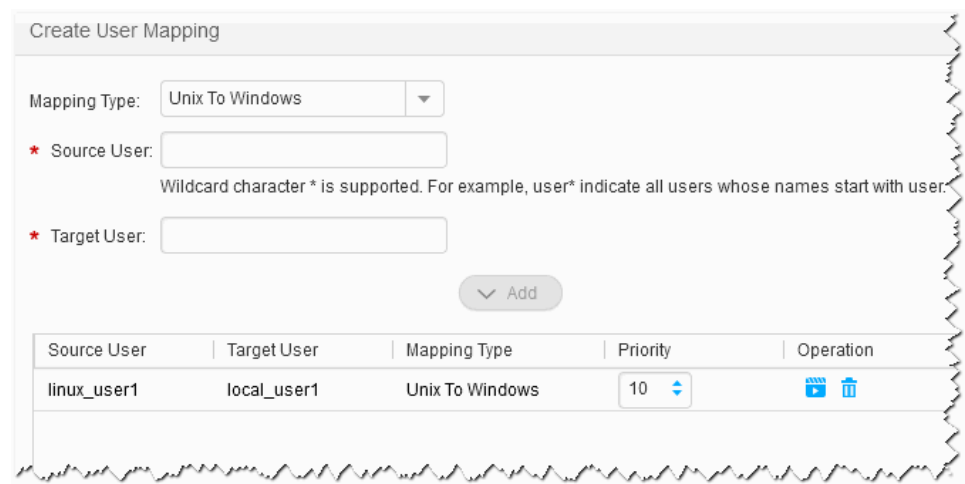 Create User Mapping
Mapping Type: Unix To Windows
* Source User:
Wildcard character * is supported. For example, user* indicate all users whose names start with user.
* Target User:
Add
Source User Target User Mapping Type Priority Operation
linux_user1 local_user1 Unix To Windows 10